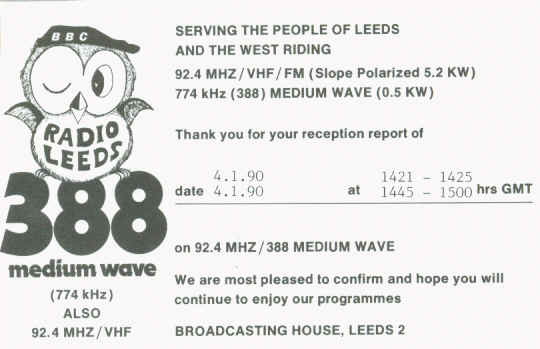 BBC
RADIO
LEEDS
388
medium wave
(774 kHz)
ALSO
92.4 MHZ/VHF
SERVING THE PEOPLE OF LEEDS
AND THE WEST RIDING
92.4 MHZ/VHF/FM (Slope Polarized 5.2 KW)
774 kHz (388) MEDIUM WAVE (0.5 KW)
Thank you for your reception report of
4.1.90 1421 - 1425
date 4.1.90 at 1445 - 1500 hrs GMT
on 92.4 MHZ/388 MEDIUM WAVE
We are most pleased to confirm and hope you will
continue to enjoy our programmes
BROADCASTING HOUSE, LEEDS 2